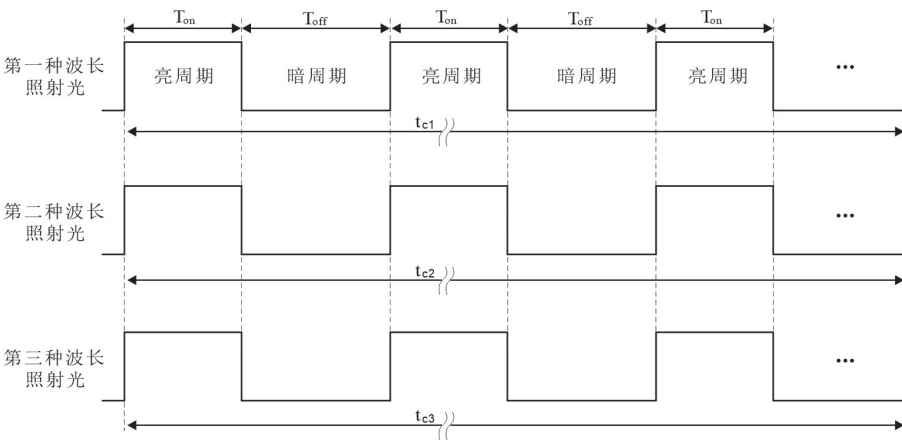 Ton Toff Ton Toff Ton
第一种波长
照射光
亮周期 暗周期 亮周期 暗周期 亮周期 ...
tc1
第二种波长
照射光
...
tc2
第三种波长
照射光
...
tc3